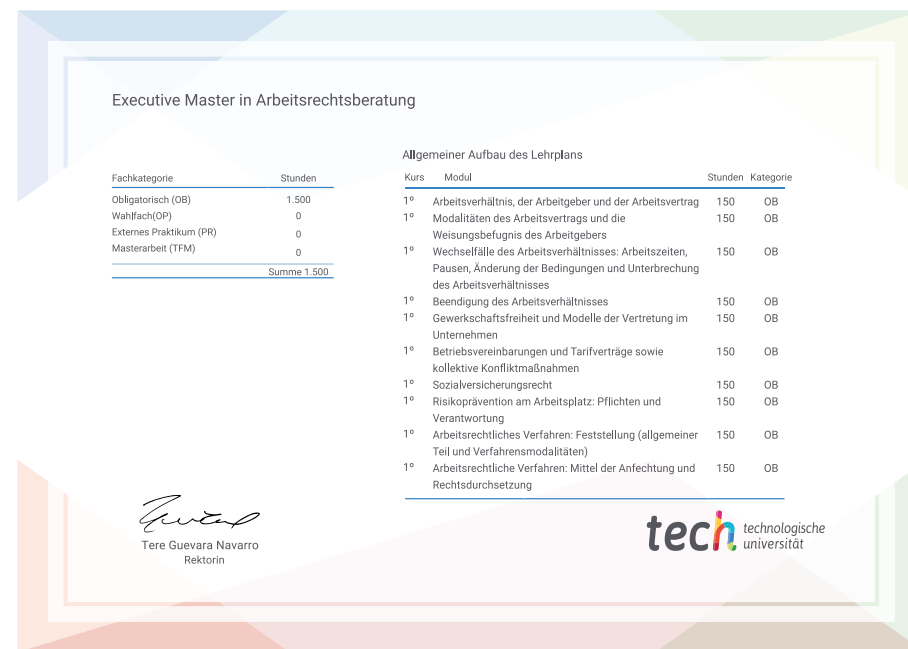 Executive Master in Arbeitsrechtsberatung
Fachkategorie Stunden
Obligatorisch (OB) 1.500
Wahlfach(OP) 0
Externes Praktikum (PR) 0
Masterarbeit (TFM) 0
Summe 1.500
Allgemeiner Aufbau des Lehrplans
Kurs Modul Stunden Kategorie
1º Arbeitsverhältnis, der Arbeitgeber und der Arbeitsvertrag 150 OB
1º Modalitäten des Arbeitsvertrags und die 150 OB
Weisungsbefugnis des Arbeitgebers
1º Wechselfälle des Arbeitsverhältnisses: Arbeitszeiten, 150 OB
Pausen, Änderung der Bedingungen und Unterbrechung
des Arbeitsverhältnisses
1º Beendigung des Arbeitsverhältnisses 150 OB
1º Gewerkschaftsfreiheit und Modelle der Vertretung im 150 OB
Unternehmen
1º Betriebsvereinbarungen und Tarifverträge sowie 150 OB
kollektive Konfliktmaßnahmen
1º Sozialversicherungsrecht 150 OB
1º Risikoprävention am Arbeitsplatz: Pflichten und 150 OB
Verantwortung
1º Arbeitsrechtliches Verfahren: Feststellung (allgemeiner 150 OB
Teil und Verfahrensmodalitäten)
1º Arbeitsrechtliche Verfahren: Mittel der Anfechtung und 150 OB
Rechtsdurchsetzung
Tere Guevara Navarro
Rektorin
tech technologische
universität